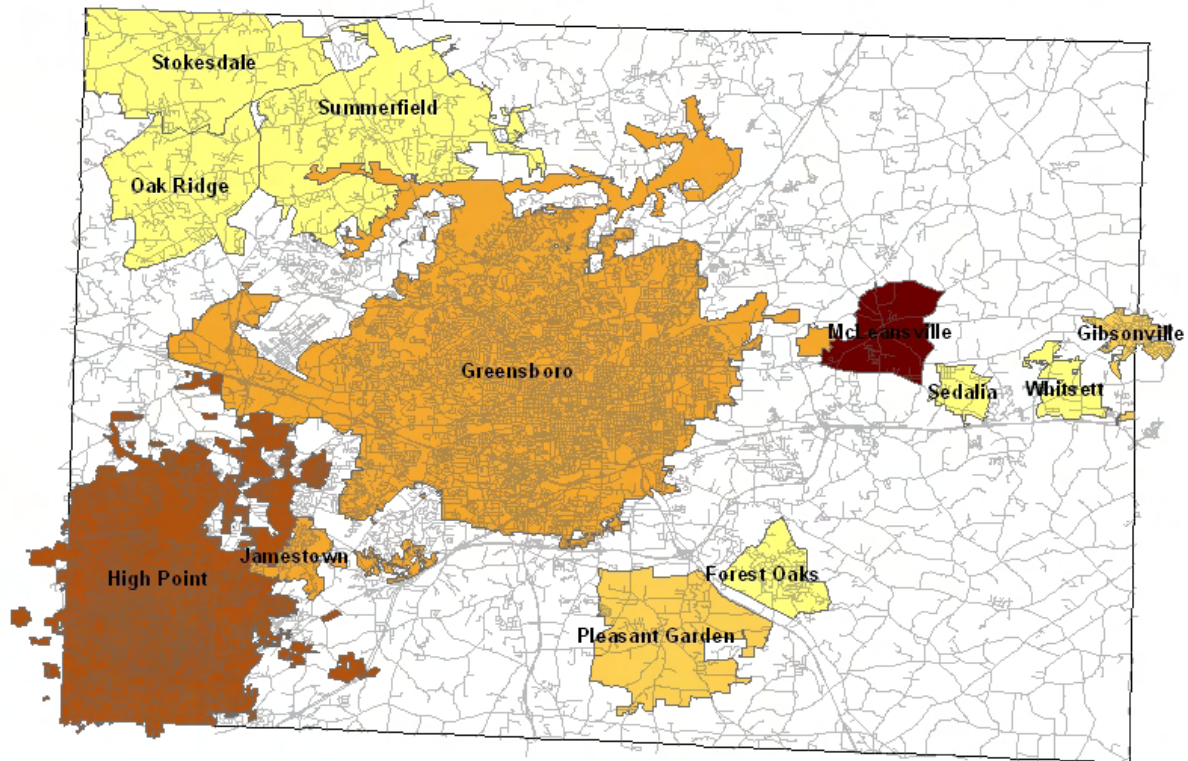 Stokesdale
Summerfield
Oak Ridge
McLeansville
Gibsonville
Greensboro
Sedalia
Whitsett
Jamestown
High Point
Forest Oaks
Pleasant Garden